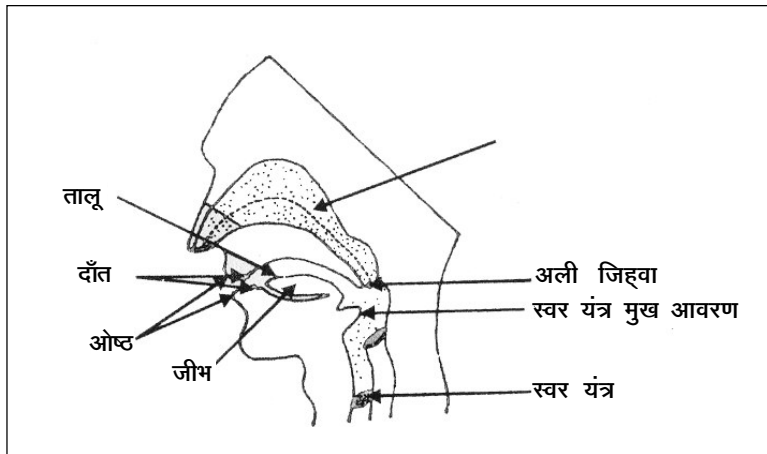 तालू
दाँत
ओष्ठ
जीभ
अली जिह्वा
स्वर यंत्र मुख आवरण
स्वर यंत्र